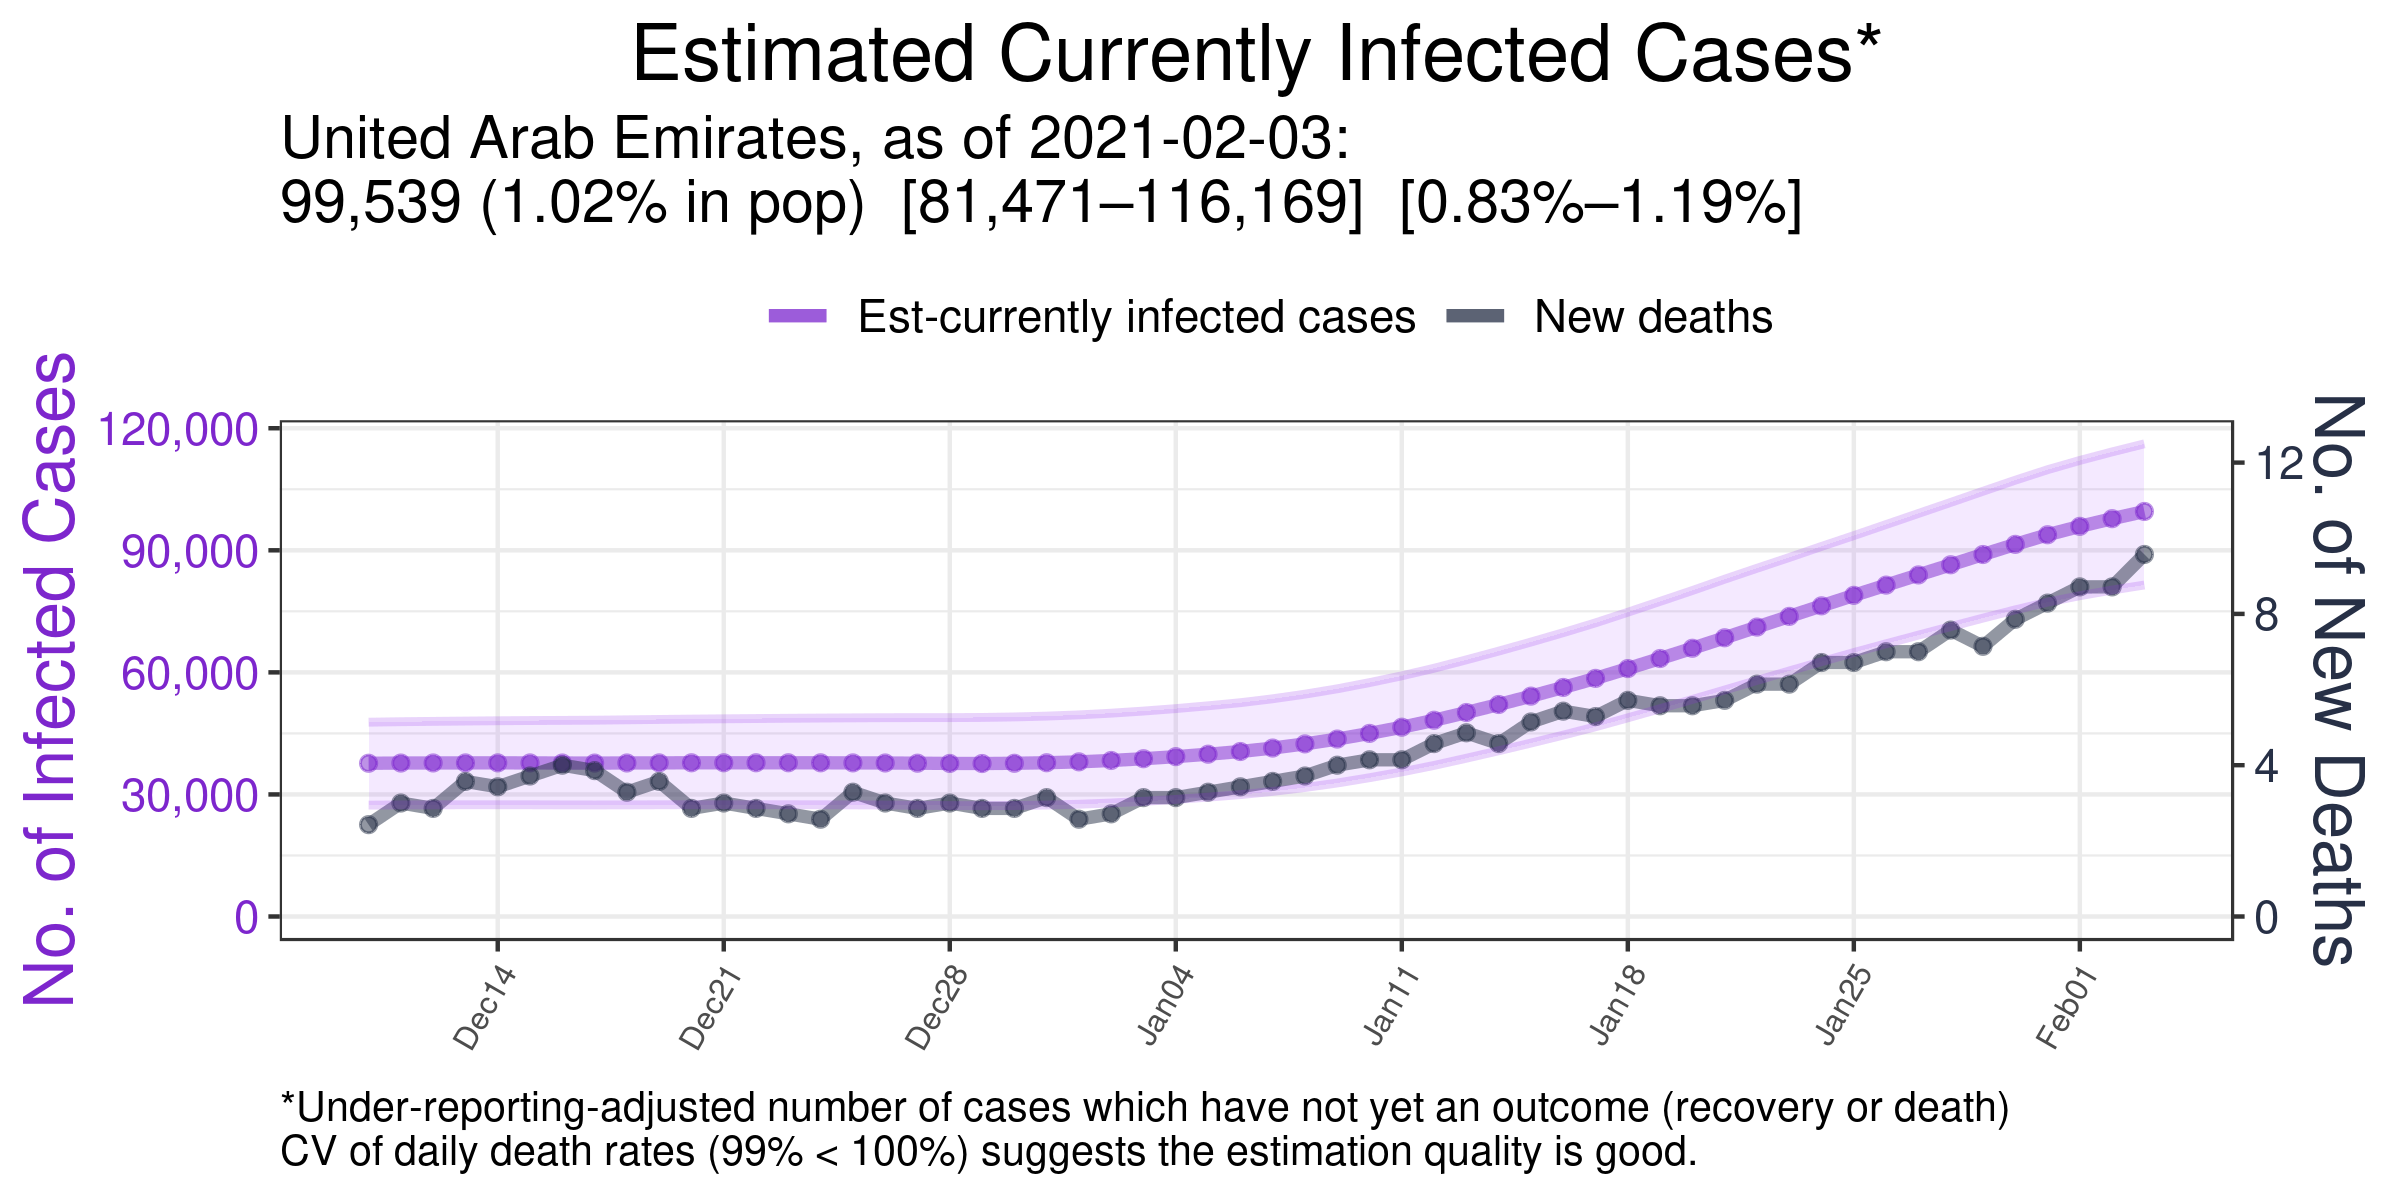 Estimated Currently Infected Cases*
United Arab Emirates, as of 2021-02-03:
99,539 (1.02% in pop) [81,471–116,169] [0.83%–1.19%]
Est-currently infected cases New deaths
No. of Infected Cases
120,000
90,000
60,000
30,000
0
12
8
4
0
No. of New Deaths
Dec14 Dec21 Dec28 Jan04 Jan11 Jan18 Jan25 Feb01
*Under-reporting-adjusted number of cases which have not yet an outcome (recovery or death)
CV of daily death rates (99% < 100%) suggests the estimation quality is good.